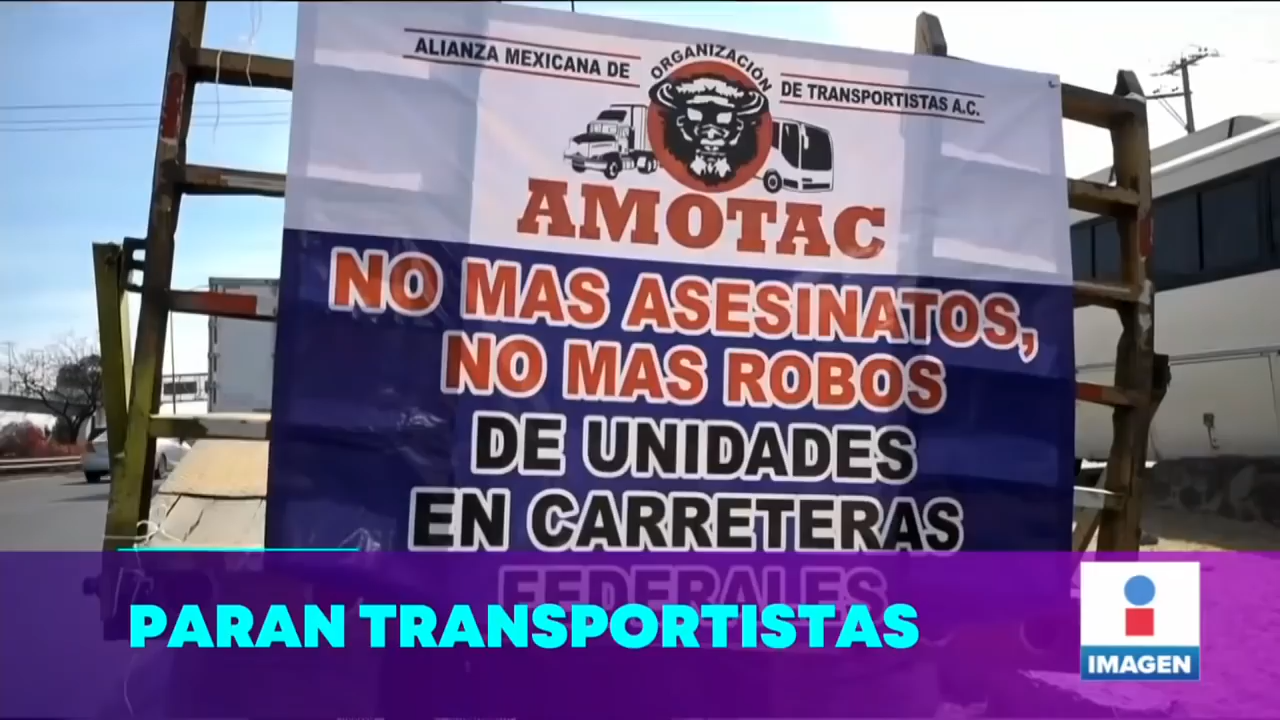 ALIANZA MEXICANA DE ORGANIZACIÓN DE TRANSPORTISTAS A.C.
AMOTAC
NO MAS ASESINATOS,
NO MAS ROBOS
DE UNIDADES
EN CARRETERAS
FEDERALES
PARAN TRANSPORTISTAS
IMAGEN